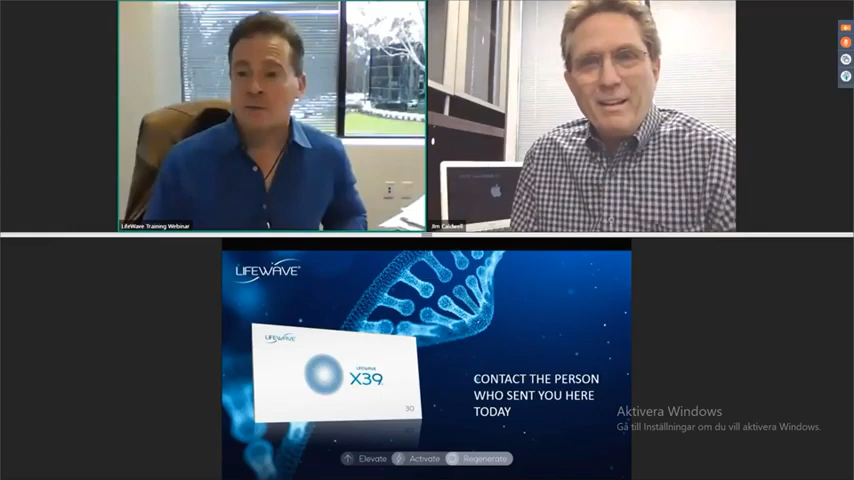 LifeWave Training Webinar
Jim Caldwell
LIFEWAVE
LIFEWAVE
LIFEWAVE
X39
30
CONTACT THE PERSON
WHO SENT YOU HERE
TODAY
Aktivera Windows
Gå till Inställningar om du vill aktivera Windows.
Elevate
Activate
Regenerate